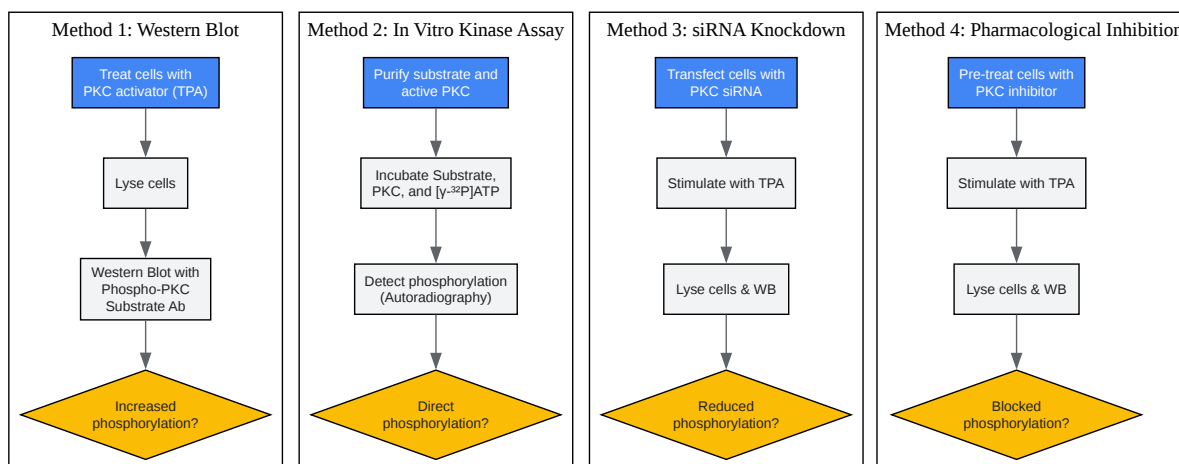 Method 1: Western Blot
Treat cells with
PKC activator (TPA)
Lyse cells
Western Blot with
Phospho-PKC
Substrate Ab
Increased
phosphorylation?
Method 2: In Vitro Kinase Assay
Purify substrate and
active PKC
Incubate Substrate,
PKC, and [γ-³²P]ATP
Detect phosphorylation
(Autoradiography)
Direct
phosphorylation?
Method 3: siRNA Knockdown
Transfect cells with
PKC siRNA
Stimulate with TPA
Lyse cells & WB
Reduced
phosphorylation?
Method 4: Pharmacological Inhibition
Pre-treat cells with
PKC inhibitor
Stimulate with TPA
Lyse cells & WB
Blocked
phosphorylation?